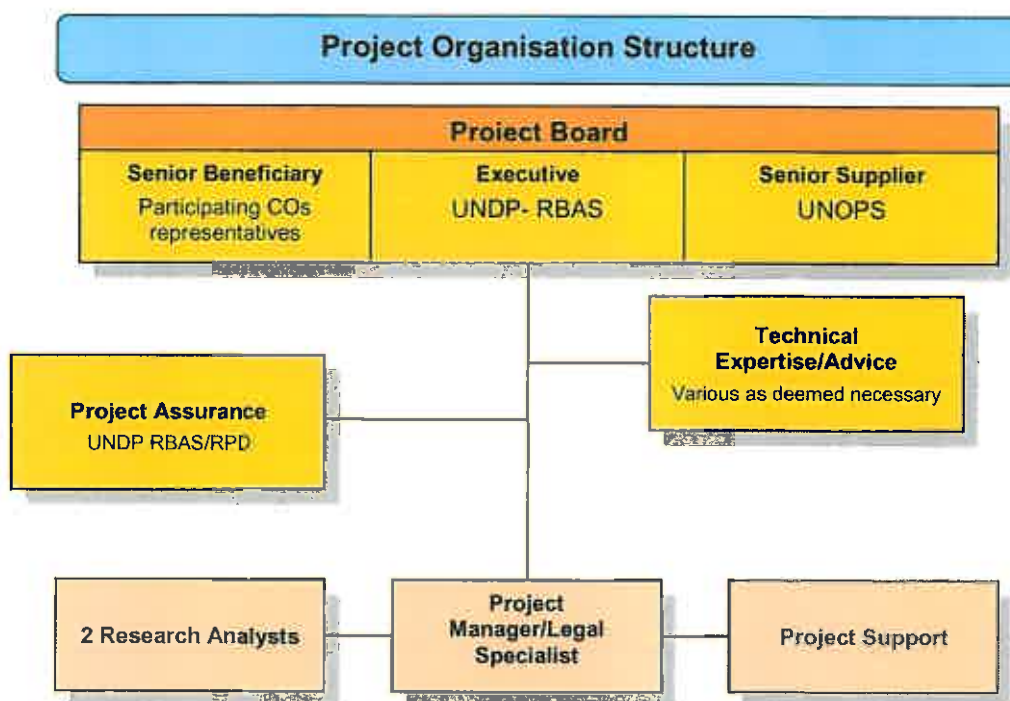 Project Organisation Structure
Project Board
Senior Beneficiary
Participating COs
representatives
Executive
UNDP- RBAS
Senior Supplier
UNOPS
Technical
Expertise/Advice
Various as deemed necessary
Project Assurance
UNDP RBAS/RPD
2 Research Analysts
Project
Manager/Legal
Specialist
Project Support